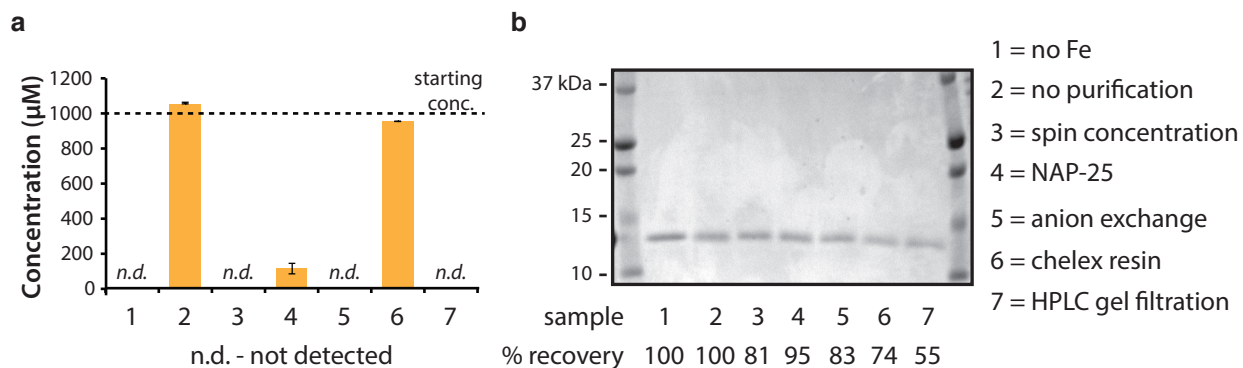 a
Concentration (µM)
1200
1000
800
600
400
200
0
starting
conc.
n.d.
n.d.
n.d.
n.d.
1 2 3 4 5 6 7
n.d. - not detected
b
37 kDa
25
20
15
10
sample 1 2 3 4 5 6 7
% recovery 100 100 81 95 83 74 55
1 = no Fe
2 = no purification
3 = spin concentration
4 = NAP-25
5 = anion exchange
6 = chelex resin
7 = HPLC gel filtration